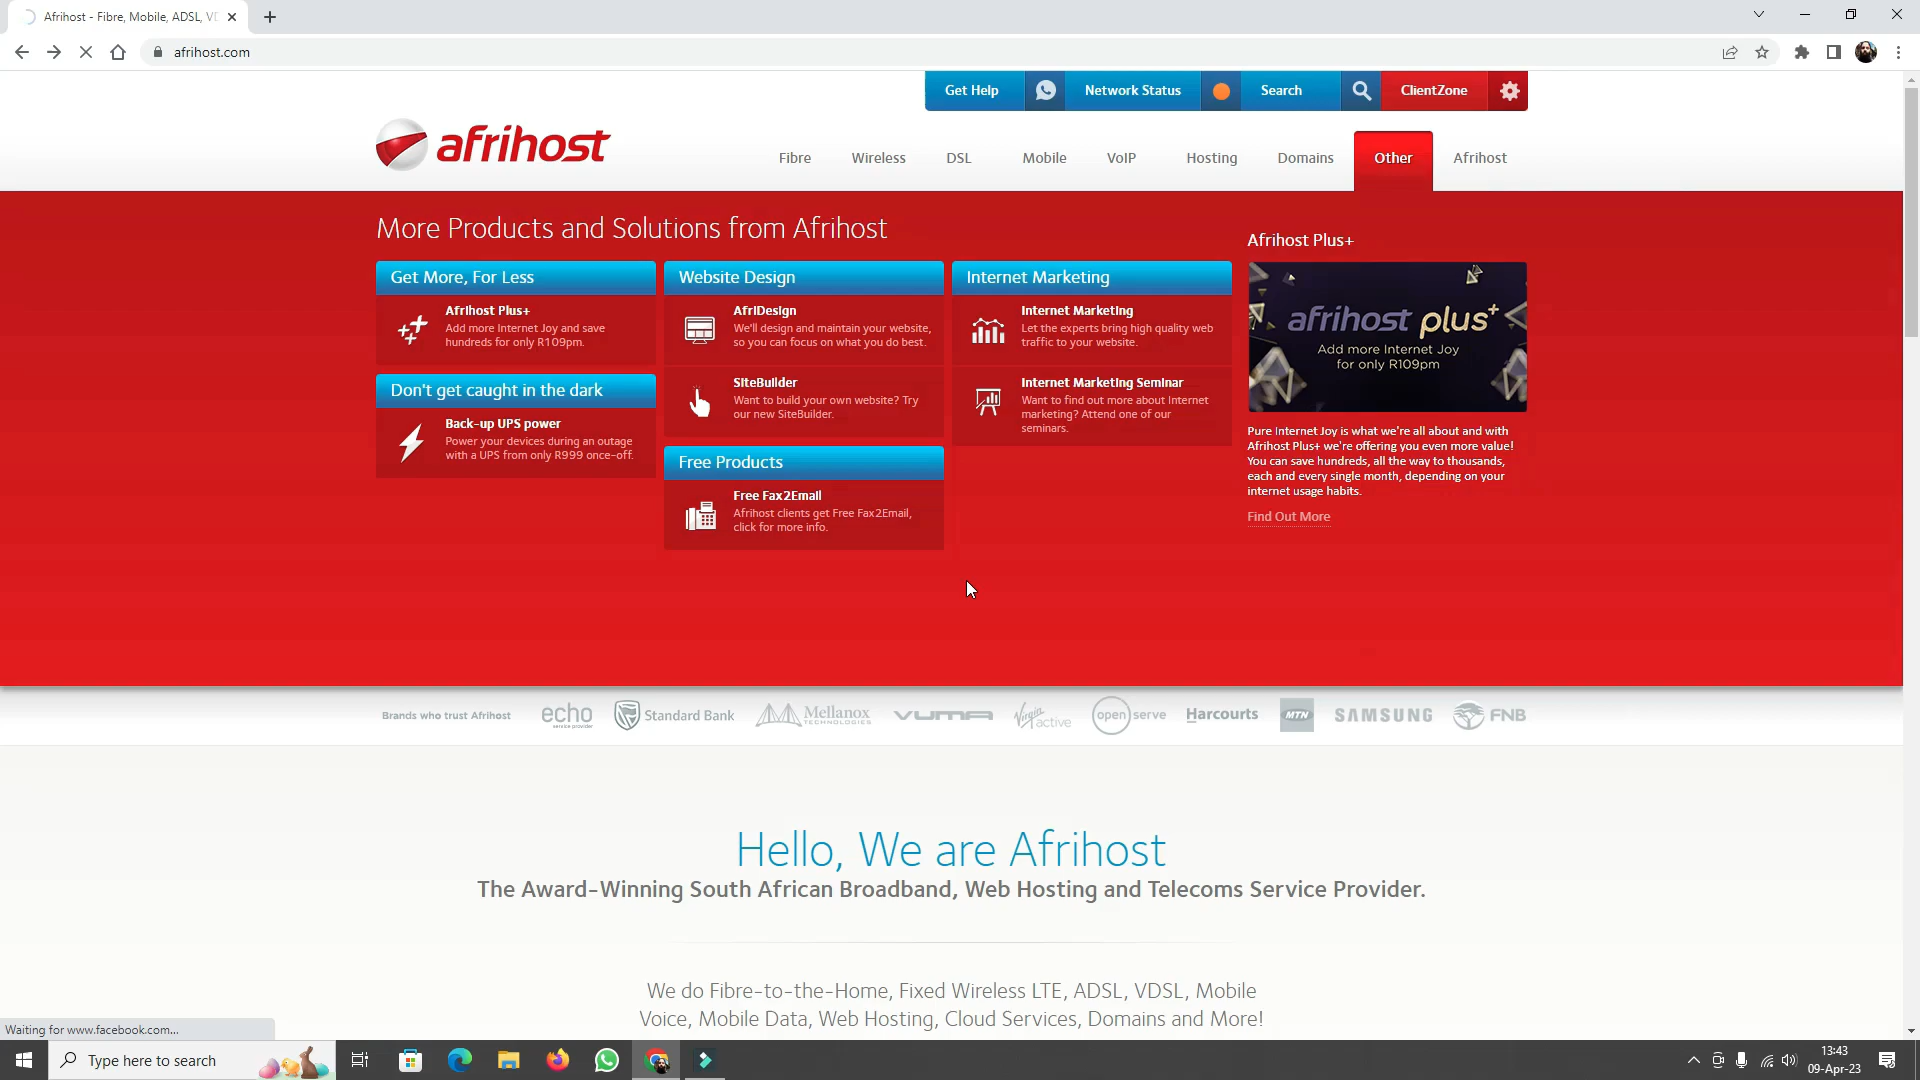 Afrihost - Fibre, Mobile, ADSL, VD
afrihost.com
Get Help
Network Status
Search
ClientZone
afrihost
Fibre
Wireless
DSL
Mobile
VoIP
Hosting
Domains
Other
Afrihost
More Products and Solutions from Afrihost
Get More, For Less
Afrihost Plus+
Add more Internet Joy and save
hundreds for only R109pm.
Don't get caught in the dark
Back-up UPS power
Power your devices during an outage
with a UPS from only R999 once-off.
Website Design
AfriDesign
We'll design and maintain your website,
so you can focus on what you do best.
SiteBuilder
Want to build your own website? Try
our new SiteBuilder.
Free Products
Free Fax2Email
Afrihost clients get Free Fax2Email,
click for more info.
Internet Marketing
Internet Marketing
Let the experts bring high quality web
traffic to your website.
Internet Marketing Seminar
Want to find out more about Internet
marketing? Attend one of our
seminars.
Afrihost Plus+
afrihost plus+
Add more Internet Joy
for only R109pm
Pure Internet Joy is what we're all about and with
Afrihost Plus+ we're offering you even more value!
You can save hundreds, all the way to thousands,
each and every single month, depending on your
internet usage habits.
Find Out More
Brands who trust Afrihost
echo
service provider
Standard Bank
Mellanox
TECHNOLOGIES
VUMA
Virgin
active
openserve
Harcourts
MTN
SAMSUNG
FNB
Hello, We are Afrihost
The Award-Winning South African Broadband, Web Hosting and Telecoms Service Provider.
We do Fibre-to-the-Home, Fixed Wireless LTE, ADSL, VDSL, Mobile
Voice, Mobile Data, Web Hosting, Cloud Services, Domains and More!
Waiting for www.facebook.com...
Type here to search
13:43
09-Apr-23